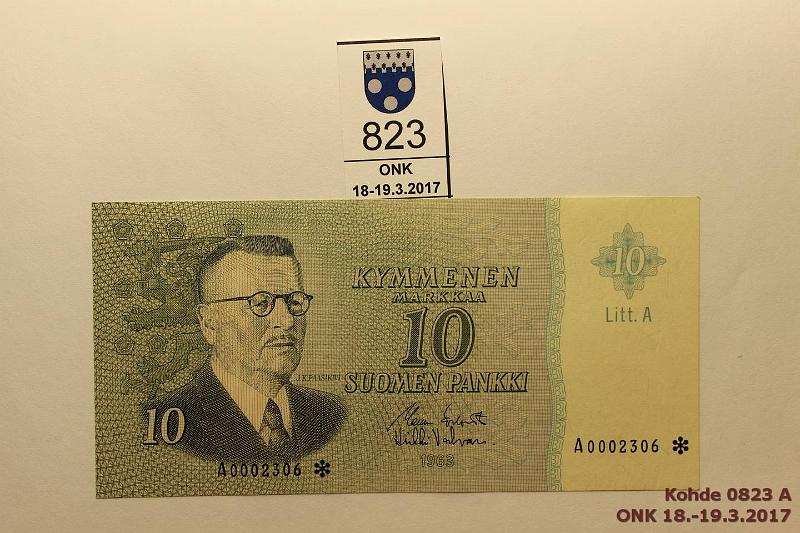 823
ONK
18-19.3.2017
KYMMENEN
MARKKAA
10
10
Litt. A
J.K.PAASIKIVI
SUOMEN PANKKI
10
1963
A0002306 *
A0002306 *
Kohde 0823 A
ONK 18.-19.3.2017